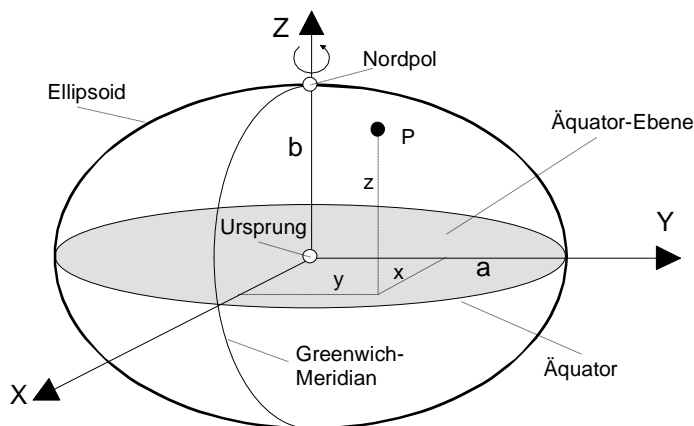 Z
Nordpol
Ellipsoid
Äquator-Ebene
b
P
z
Ursprung
Y
y
x
a
Greenwich-
Meridian
Äquator
X